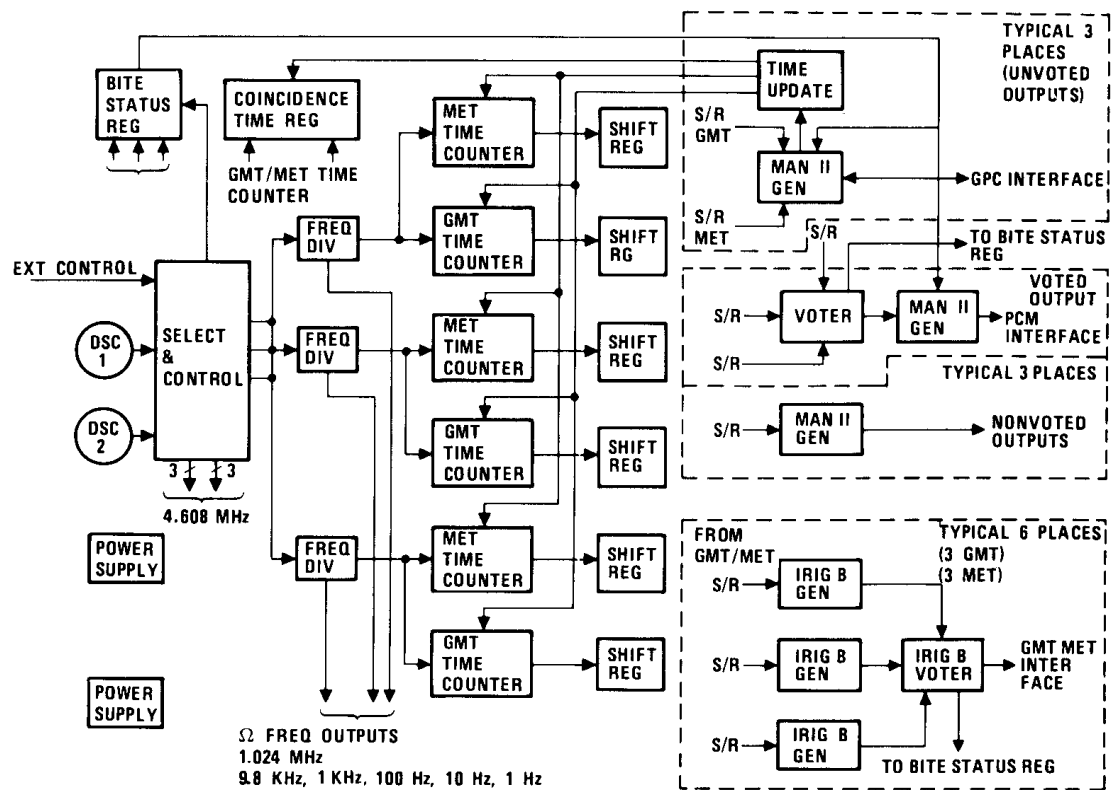 BITE
STATUS
REG
COINCIDENCE
TIME REG
GMT/MET TIME
COUNTER
MET
TIME
COUNTER
SHIFT
REG
TIME
UPDATE
TYPICAL 3
PLACES
(UNVOTED
OUTPUTS)
S/R
GMT
MAN II
GEN
GPC INTERFACE
S/R
MET
FREQ
DIV
GMT
TIME
COUNTER
SHIFT
RG
S/R
TO BITE STATUS
REG
EXT CONTROL
DSC
1
DSC
2
SELECT
&
CONTROL
3
3
4.608 MHz
FREQ
DIV
MET
TIME
COUNTER
SHIFT
REG
S/R
VOTER
S/R
MAN II
GEN
VOTED
OUTPUT
PCM
INTERFACE
TYPICAL 3 PLACES
GMT
TIME
COUNTER
SHIFT
REG
S/R
MAN II
GEN
NONVOTED
OUTPUTS
POWER
SUPPLY
FREQ
DIV
MET
TIME
COUNTER
SHIFT
REG
FROM
GMT/MET
TYPICAL 6 PLACES
(3 GMT)
(3 MET)
S/R
IRIG B
GEN
GMT
TIME
COUNTER
SHIFT
REG
S/R
IRIG B
GEN
IRIG B
VOTER
GMT MET
INTER
FACE
POWER
SUPPLY
S/R
IRIG B
GEN
TO BITE STATUS REG
Ω FREQ OUTPUTS
1.024 MHz
9.8 KHz, 1 KHz, 100 Hz, 10 Hz, 1 Hz